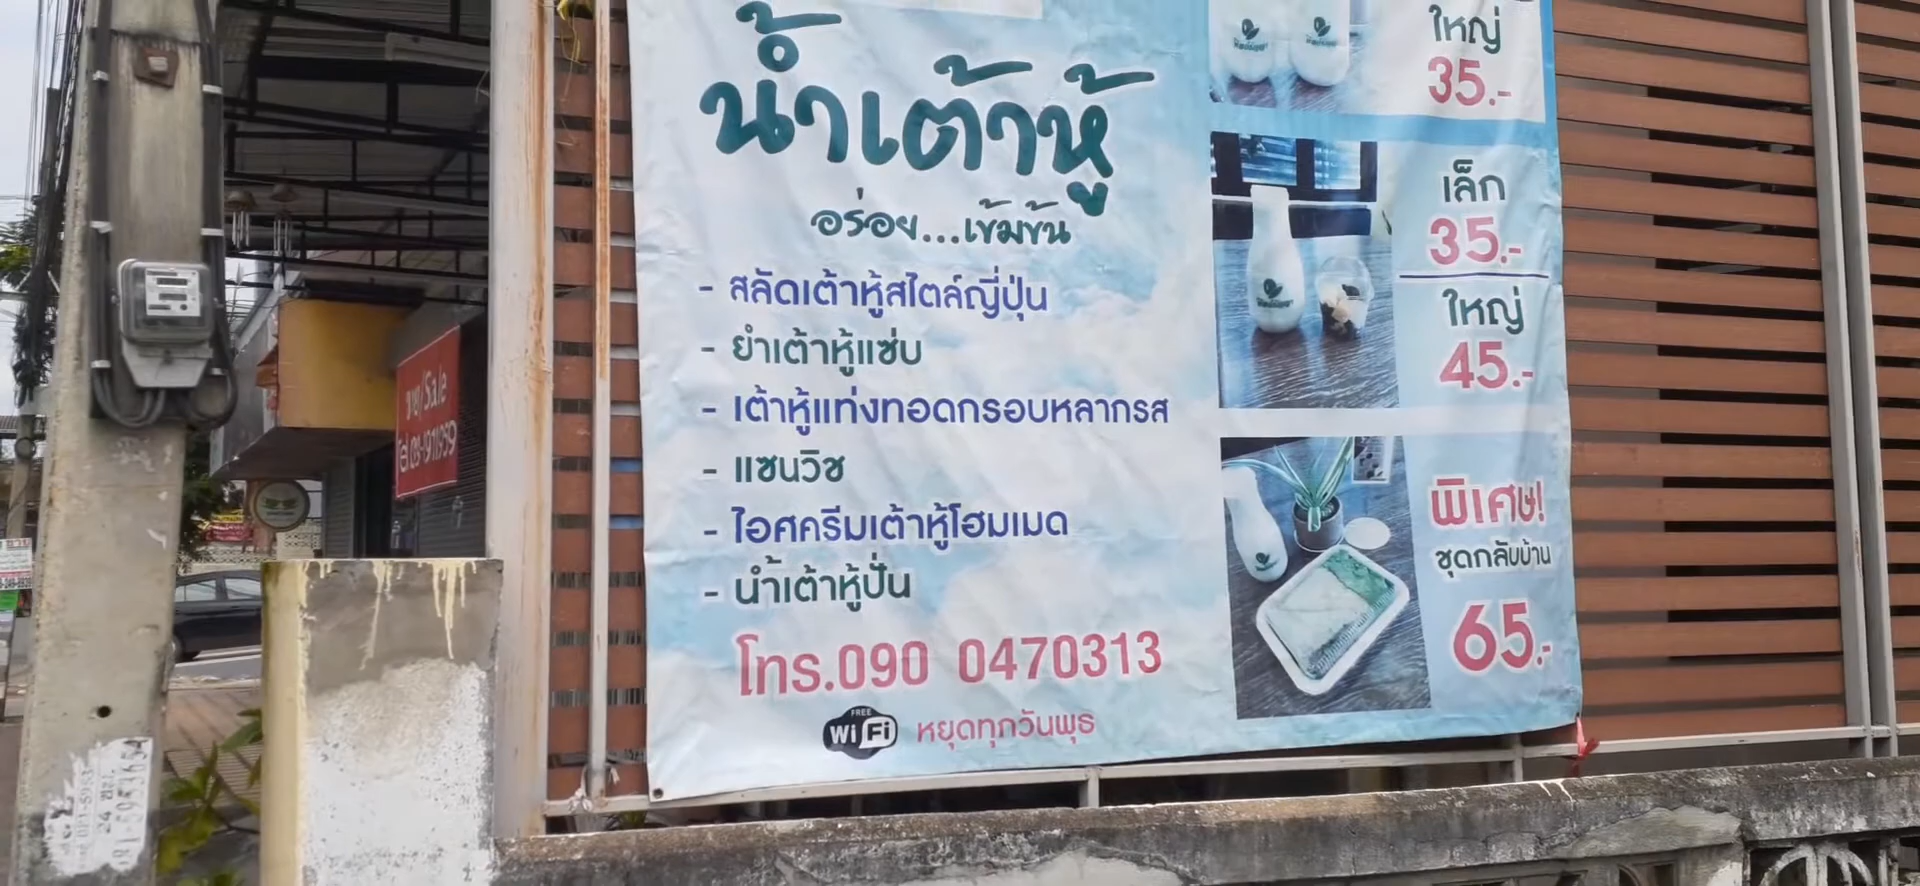 น้ำเต้าหู้
อร่อย...เข้มข้น
- สลัดเต้าหู้สไตล์ญี่ปุ่น
- ยำเต้าหู้แซ่บ
- เต้าหู้แท่งทอดกรอบหลากรส
- แซนวิช
- ไอศครีมเต้าหู้โฮมเมด
- น้ำเต้าหู้ปั่น
โทร.090 0470313
FREE
Wi Fi หยุดทุกวันพุธ
ใหญ่
35.-
เล็ก
35.-
ใหญ่
45.-
พิเศษ!
ชุดกลับบ้าน
65.-
ขาย/Sale